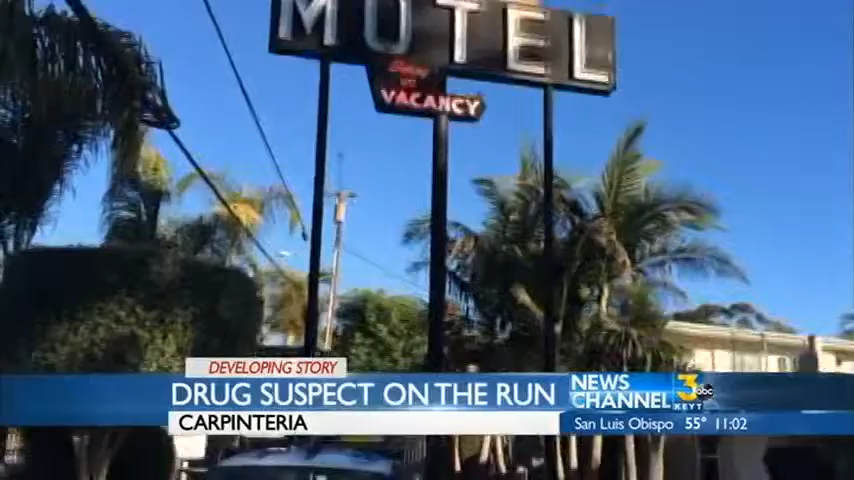 MOTEL
VACANCY
DEVELOPING STORY
DRUG SUSPECT ON THE RUN
CARPINTERIA
NEWS
CHANNEL 3 abc
KEYT
San Luis Obispo 55° 11:02